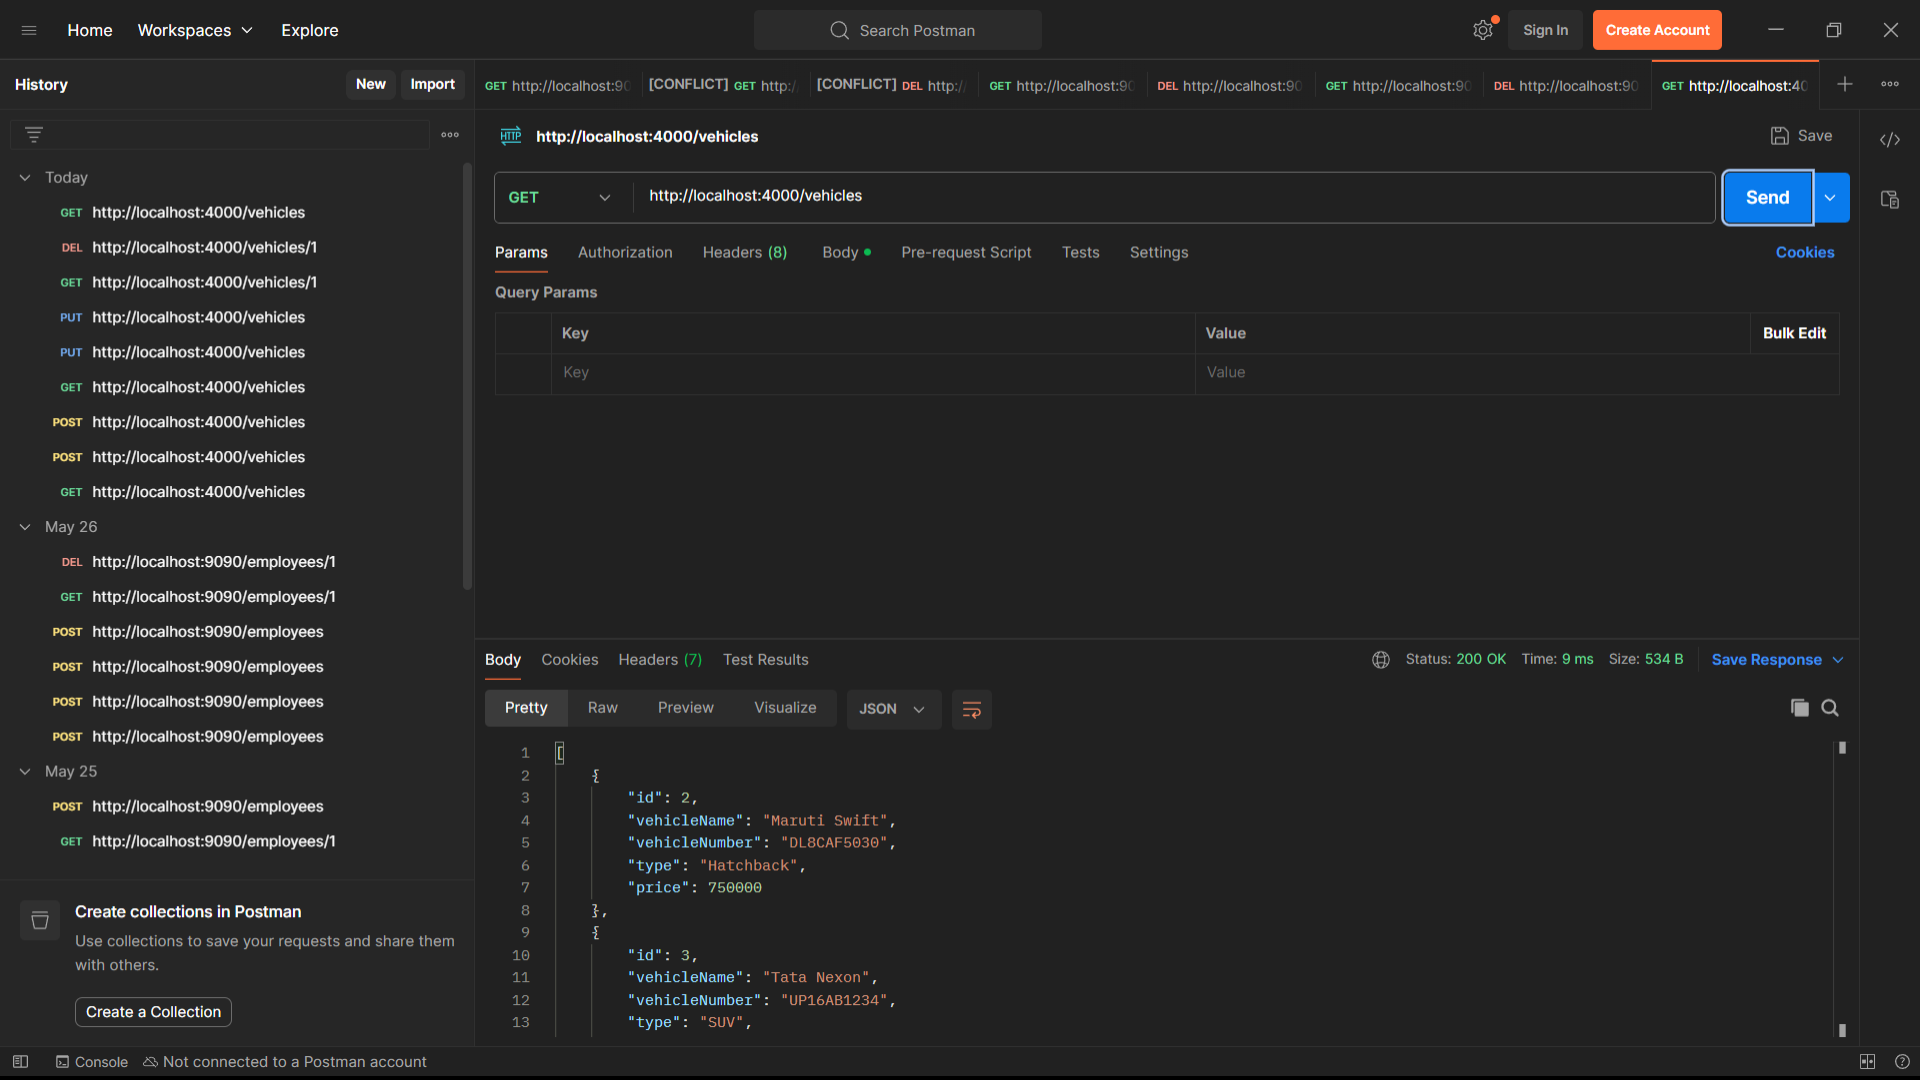 Home Workspaces Explore Search Postman Sign In Create Account
History New Import
GET http://localhost:9 [CONFLICT] GET http:/ [CONFLICT] DEL http:/ GET http://localhost:9 DEL http://localhost:90 GET http://localhost:90 DEL http://localhost:90 GET http://localhost:40
HTTP http://localhost:4000/vehicles Save
GET http://localhost:4000/vehicles Send
Params Authorization Headers (8) Body Pre-request Script Tests Settings Cookies
Query Params
Key Value Bulk Edit
Key Value
Today
GET http://localhost:4000/vehicles
DEL http://localhost:4000/vehicles/1
GET http://localhost:4000/vehicles/1
PUT http://localhost:4000/vehicles
PUT http://localhost:4000/vehicles
GET http://localhost:4000/vehicles
POST http://localhost:4000/vehicles
POST http://localhost:4000/vehicles
GET http://localhost:4000/vehicles
May 26
DEL http://localhost:9090/employees/1
GET http://localhost:9090/employees/1
POST http://localhost:9090/employees
POST http://localhost:9090/employees
POST http://localhost:9090/employees
POST http://localhost:9090/employees
May 25
POST http://localhost:9090/employees
GET http://localhost:9090/employees/1
Create collections in Postman
Use collections to save your requests and share them
with others.
Create a Collection
Body Cookies Headers (7) Test Results Status: 200 OK Time: 9 ms Size: 534 B Save Response
Pretty Raw Preview Visualize JSON
1 [
2 {
3 "id": 2,
4 "vehicleName": "Maruti Swift",
5 "vehicleNumber": "DL8CAF5030",
6 "type": "Hatchback",
7 "price": 750000
8 },
9 {
10 "id": 3,
11 "vehicleName": "Tata Nexon",
12 "vehicleNumber": "UP16AB1234",
13 "type": "SUV",
Console Not connected to a Postman account